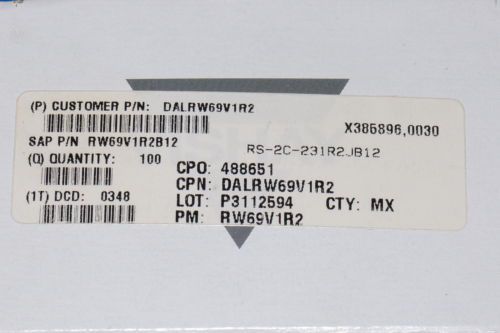 (P) CUSTOMER P/N: DALRW69V1R2
X385896,0030
SAP P/N RW69V1R2B12
RS-2C-231R2JB12
(Q) QUANTITY: 100
CPO: 488651
CPN: DALRW69V1R2
(1T) DCD: 0348
LOT: P3112594 CTY: MX
PM: RW69V1R2